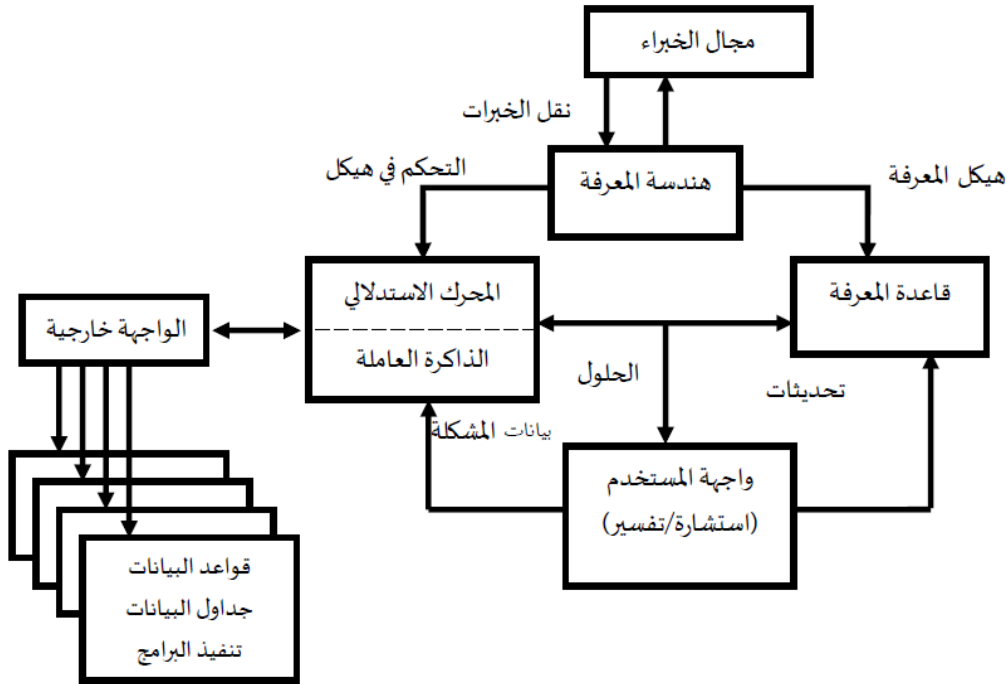 مجال الخبراء
نقل الخبرات
هندسة المعرفة
هيكل المعرفة
التحكم في هيكل
قاعدة المعرفة
المحرك الاستدلالي
الذاكرة العاملة
الواجهة خارجية
الحلول
تحديثات
بيانات المشكلة
واجهة المستخدم
(استشارة/تفسير)
قواعد البيانات
جداول البيانات
تنفيذ البرامج